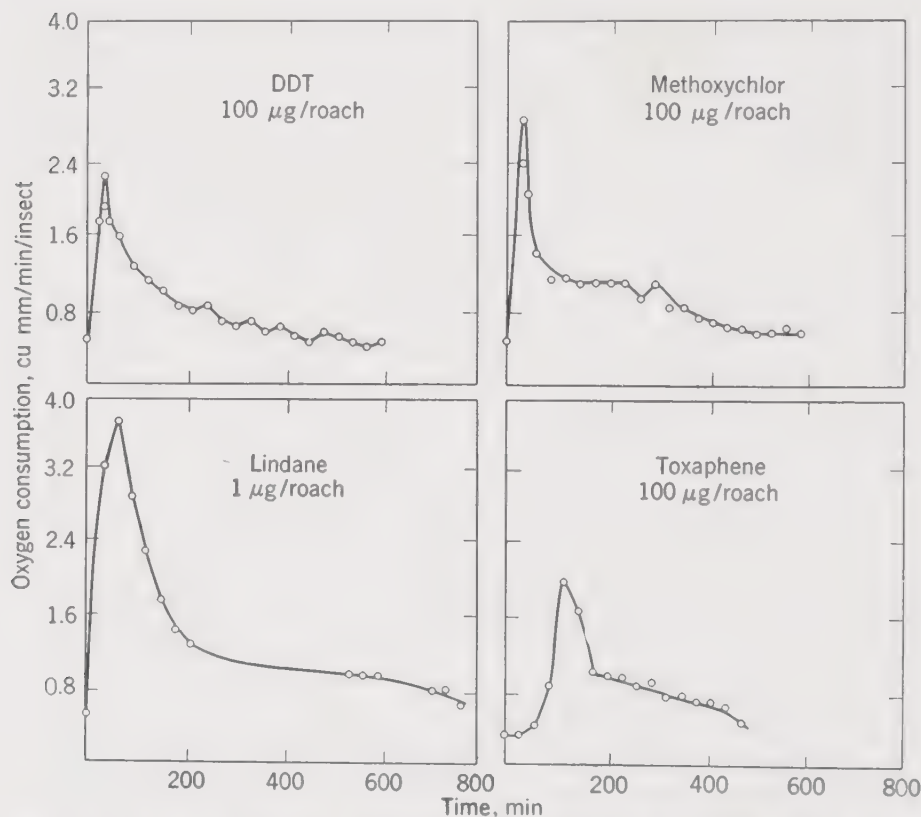 4.0
3.2
2.4
1.6
0.8
DDT
100 μg/roach
Methoxychlor
100 μg/roach
Oxygen consumption, cu mm/min/insect
4.0
3.2
2.4
1.6
0.8
Lindane
1 μg/roach
Toxaphene
100 μg/roach
200
400
600
800
200
400
600
800
Time, min